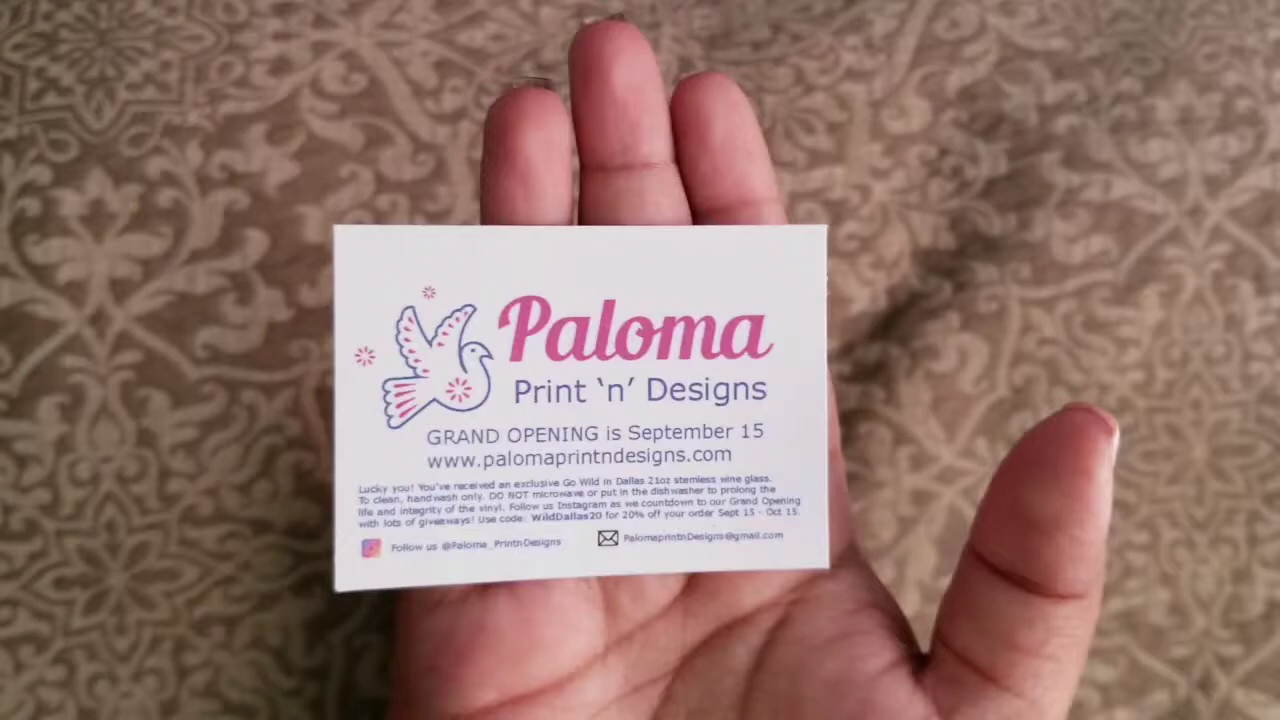 Paloma
Print ‘n’ Designs
GRAND OPENING is September 15
www.palomaprintndesigns.com
Lucky you! You've received an exclusive Go Wild in Dallas 21oz stemless wine glass.
To clean, handwash only. DO NOT microwave or put in the dishwasher to prolong the
life and integrity of the vinyl. Follow us Instagram as we countdown to our Grand Opening
with lots of giveaways! Use code: WildDallas20 for 20% off your order Sept 15 - Oct 15.
Follow us @Paloma_PrintnDesigns
PalomaprintnDesigns@gmail.com